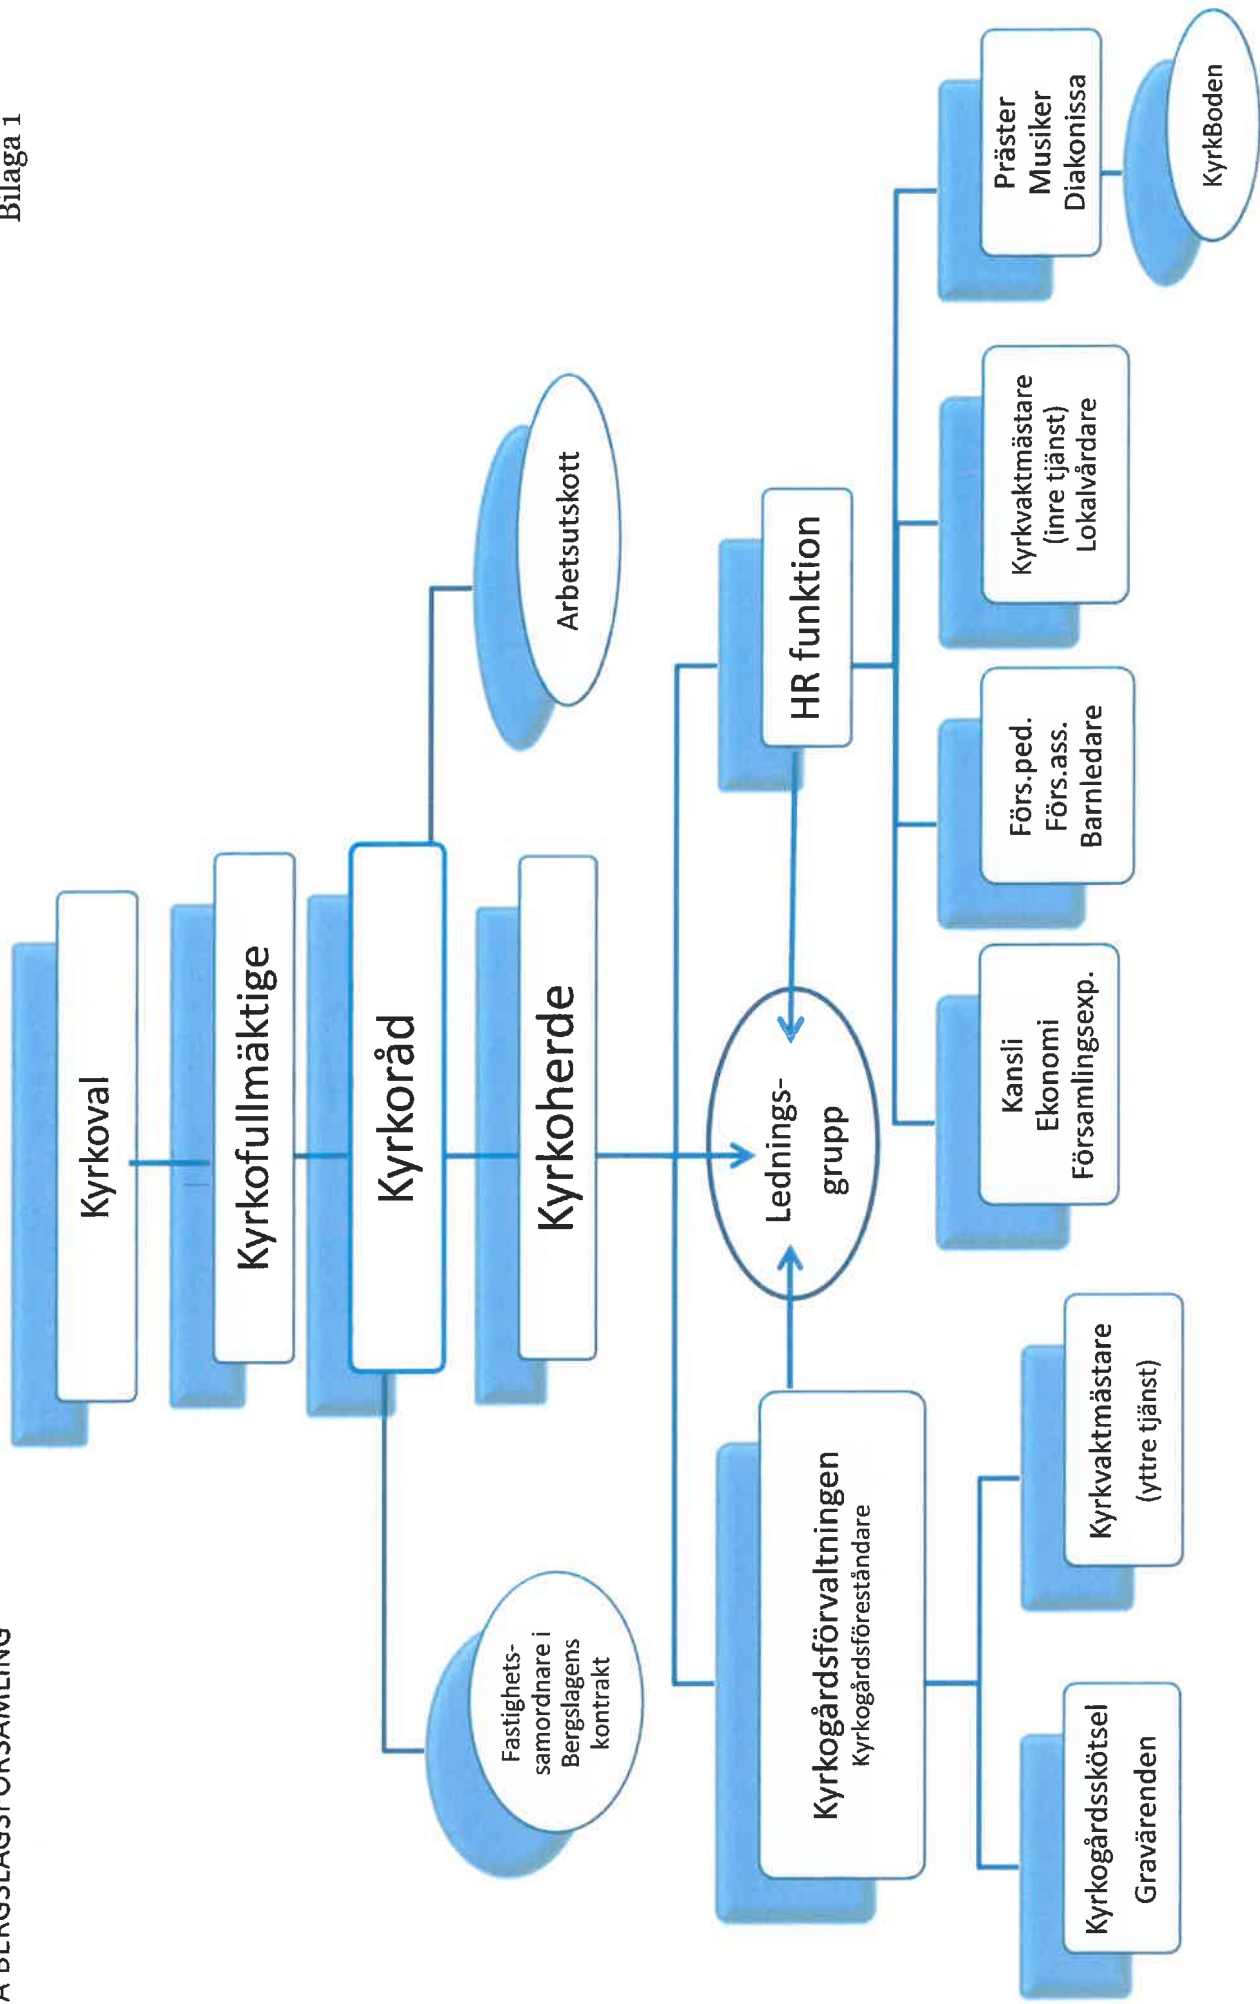 BERGSLAGSFÖRSAMLING
Bilaga 1
Kyrkoval
Kyrkofullmäktige
Kyrkoråd
Kyrkoherde
Fastighets-
samordnare i
Bergslagens
kontrakt
Arbetsutskott
Kyrkogårdsförvaltningen
Kyrkogårdsföreståndare
Lednings-
grupp
HR funktion
Kyrkogårdsskötsel
Gravärenden
Kyrkvaktmästare
(yttre tjänst)
Kansli
Ekonomi
Församlingsexp.
Förs.ped.
Förs.ass.
Barnledare
Kyrkvaktmästare
(inre tjänst)
Lokalvårdare
Präster
Musiker
Diakonissa
KyrkBoden